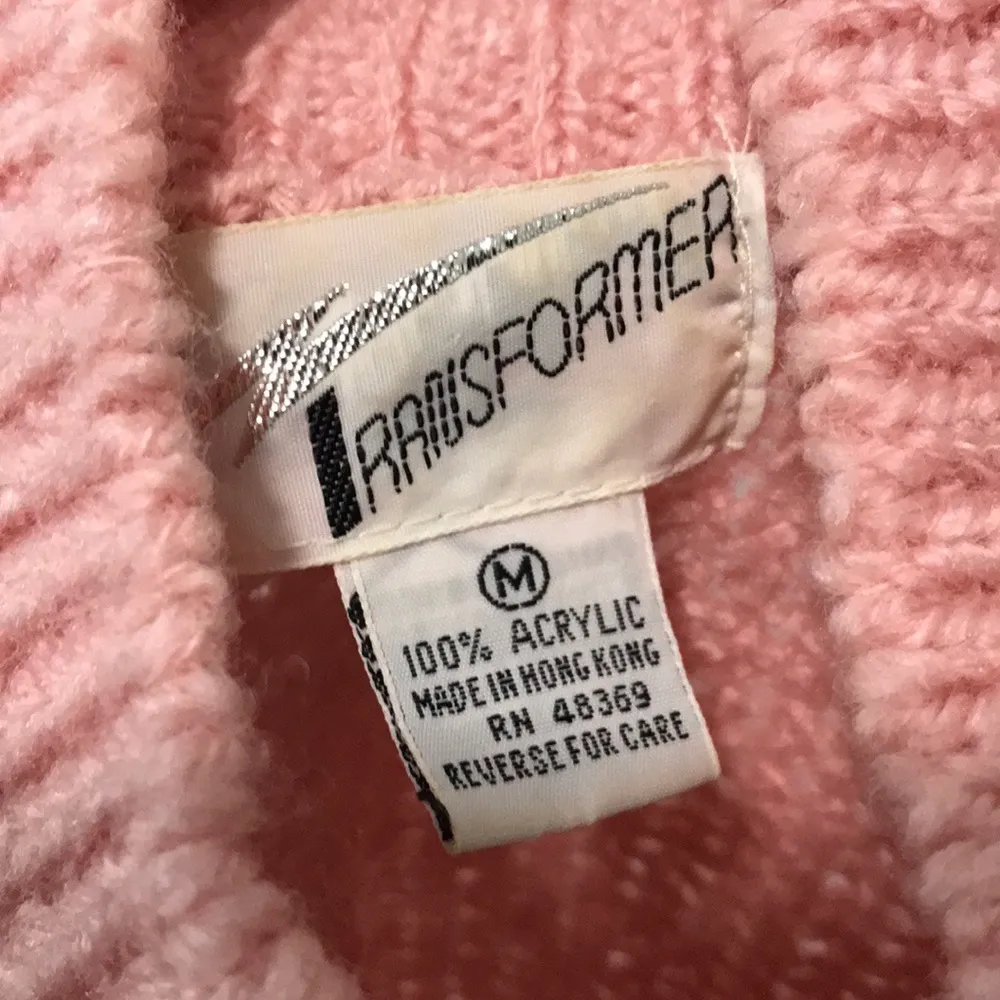 TRANSFORMER
M
100% ACRYLIC
MADE IN HONG KONG
RN 48369
REVERSE FOR CARE